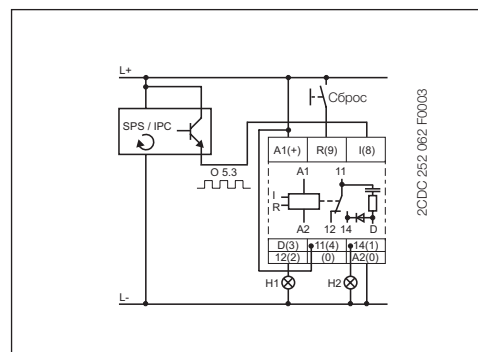 L+
Сброс
SPS / IPC
2CDC 252 062 F0003
A1(+) R(9) I(8)
O 5.3
A1 11
I
R
A2 12 14 D
D(3) 11(4) 14(1)
12(2) (0) A2(0)
H1 H2
L-